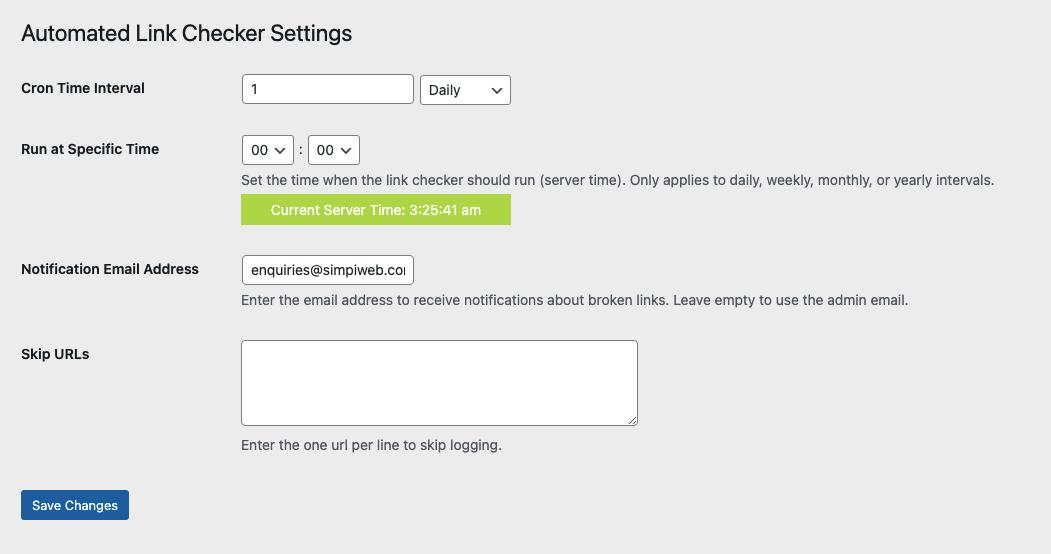 Automated Link Checker Settings
Cron Time Interval 1 Daily
Run at Specific Time 00 : 00
Set the time when the link checker should run (server time). Only applies to daily, weekly, monthly, or yearly intervals.
Current Server Time: 3:25:41 am
Notification Email Address enquiries@simpiweb.co
Enter the email address to receive notifications about broken links. Leave empty to use the admin email.
Skip URLs
Enter the one url per line to skip logging.
Save Changes